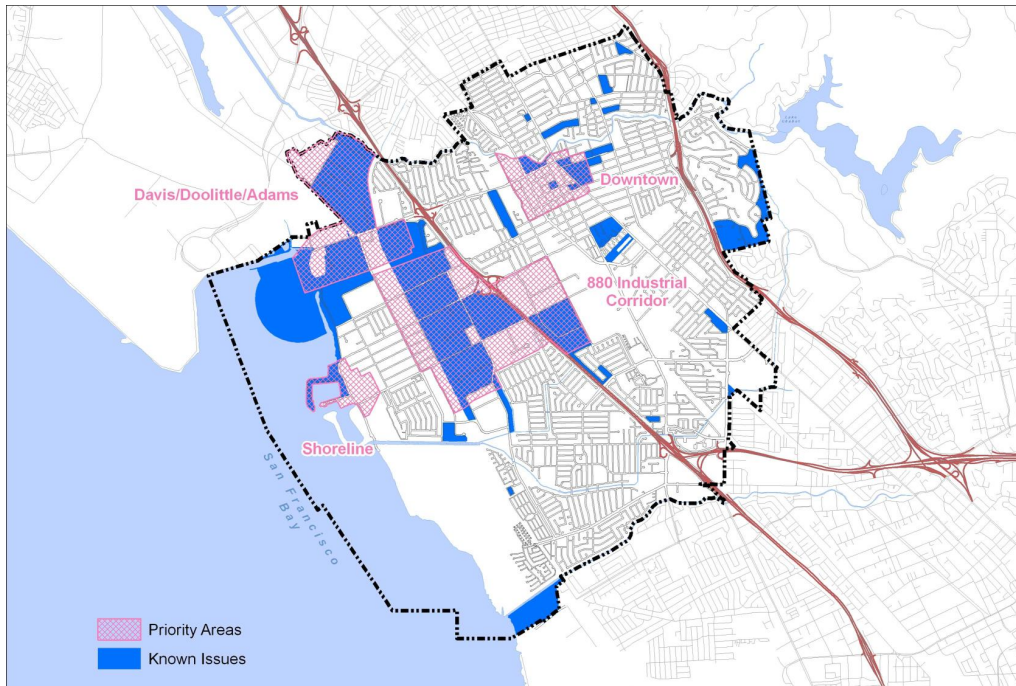 Davis/Doolittle/Adams
Downtown
880 Industrial
Corridor
Shoreline
San Francisco
Bay
Priority Areas
Known Issues